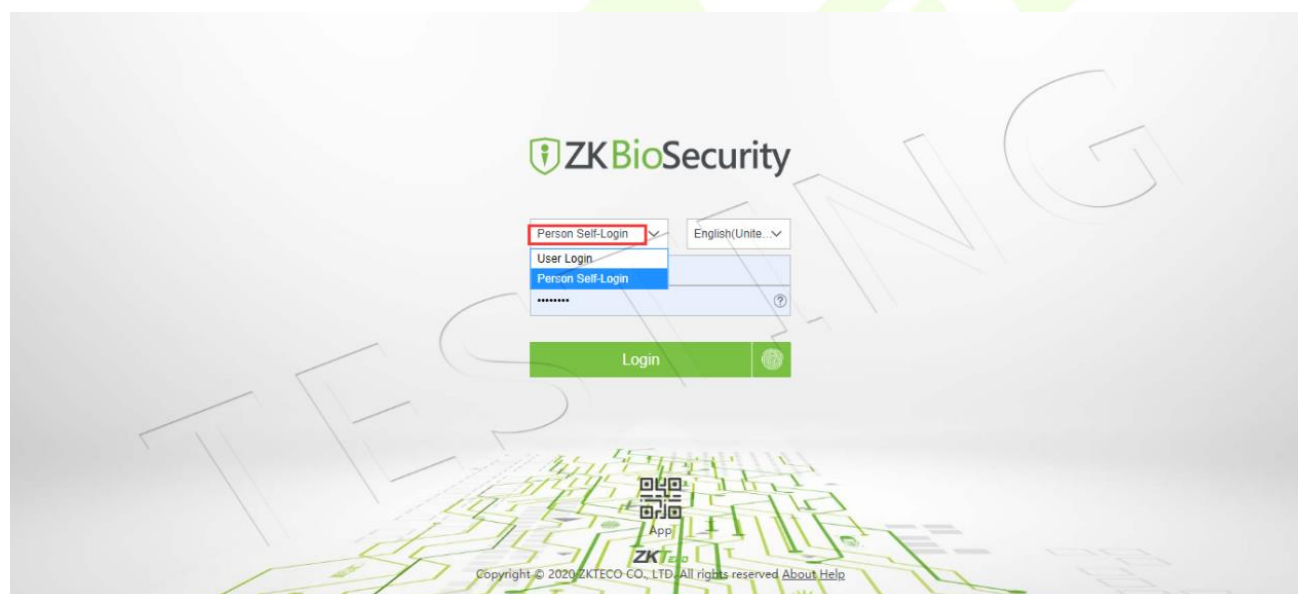 ZKBioSecurity
Person Self-Login English(Unite...
User Login
Person Self-Login
••••••••
Login
TESTING
App
ZKTeco
Copyright © 2020 ZKTECO CO., LTD. All rights reserved About Help